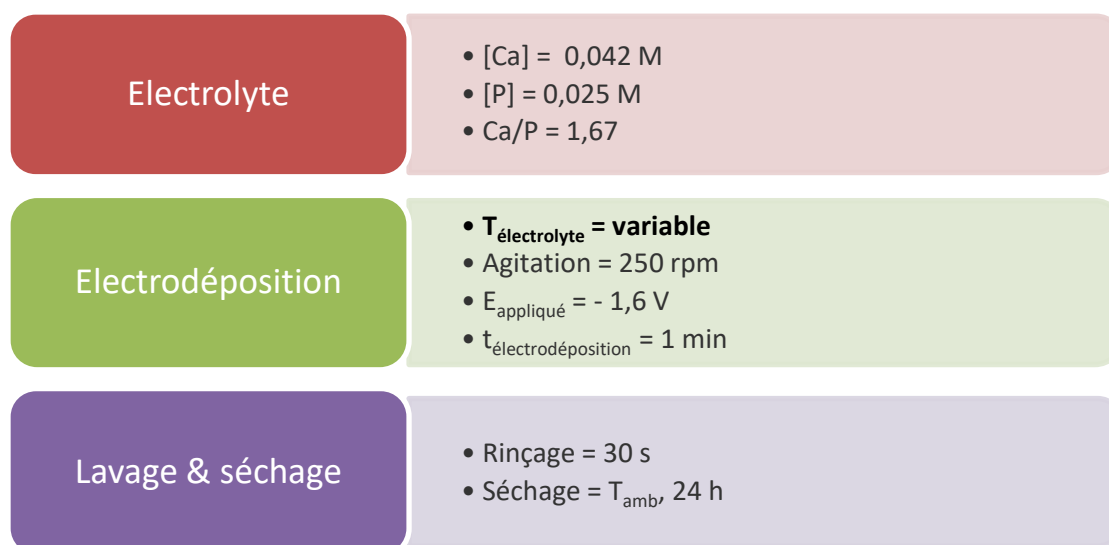 Electrolyte
• [Ca] = 0,042 M
• [P] = 0,025 M
• Ca/P = 1,67
Electrodéposition
• Télectrolyte = variable
• Agitation = 250 rpm
• Eappliqué = - 1,6 V
• télectrodéposition = 1 min
Lavage & séchage
• Rinçage = 30 s
• Séchage = Tamb, 24 h